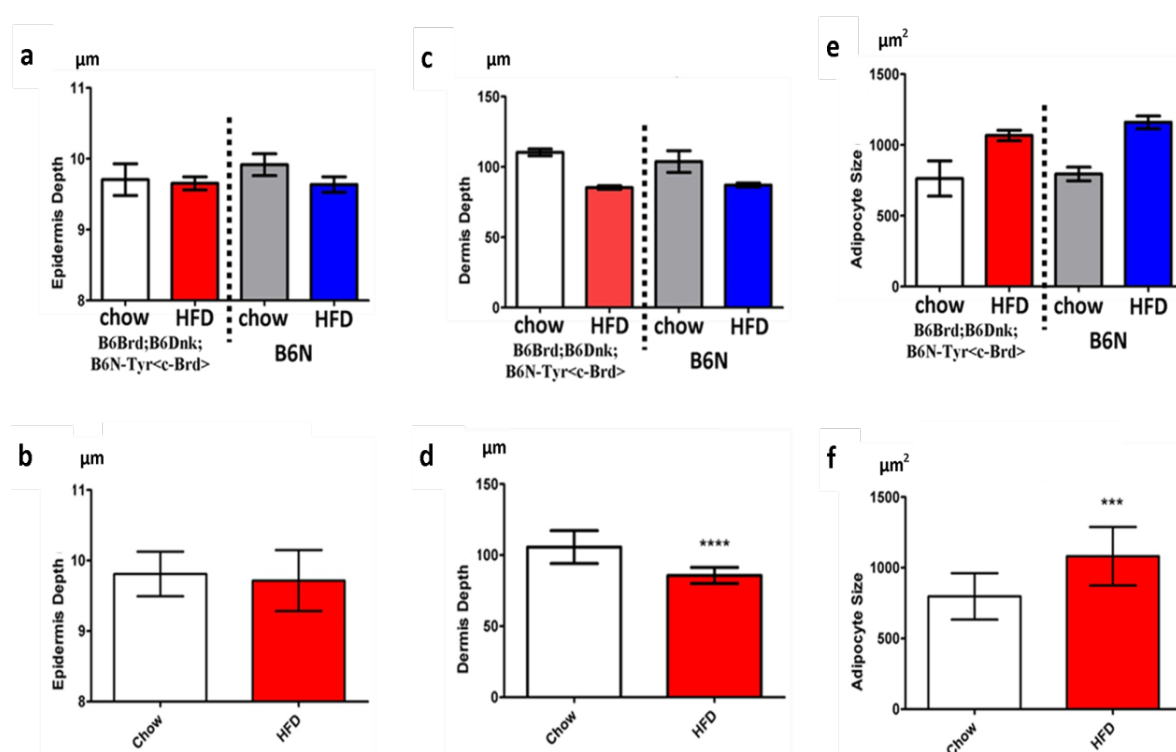 a
µm
Epidermis Depth
11
10
9
8
chow HFD chow HFD
B6Brd;B6Dnk;
B6N-Tyr<c-Brd>
B6N
c
µm
Dermis Depth
150
100
50
0
chow HFD chow HFD
B6Brd;B6Dnk;
B6N-Tyr<c-Brd>
B6N
e
µm²
Adipocyte Size
1500
1000
500
0
chow HFD chow HFD
B6Brd;B6Dnk;
B6N-Tyr<c-Brd>
B6N
b
µm
Epidermis Depth
11
10
9
8
Chow HFD
d
µm
Dermis Depth
150
100
50
0
****
Chow HFD
f
µm²
Adipocyte Size
1500
1000
500
0
***
Chow HFD